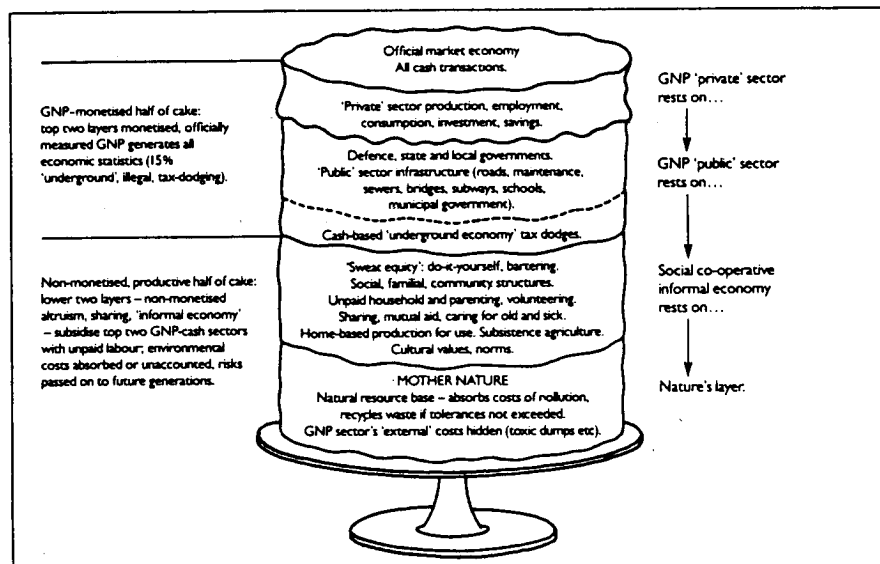 Official market economy
All cash transactions.
'Private' sector production, employment,
consumption, investment, savings.
Defence, state and local governments.
'Public' sector infrastructure (roads, maintenance,
sewers, bridges, subways, schools,
municipal government).
Cash-based 'underground economy' tax dodges.
'Sweat equity': do-it-yourself, bartering.
Social, familial, community structures.
Unpaid household and parenting, volunteering.
Sharing, mutual aid, caring for old and sick.
Home-based production for use. Subsistence agriculture.
Cultural values, norms.
MOTHER NATURE
Natural resource base – absorbs costs of pollution,
recycles waste if tolerances not exceeded.
GNP sector's 'external' costs hidden (toxic dumps etc).
GNP-monetised half of cake:
top two layers monetised, officially
measured GNP generates all
economic statistics (15%
'underground', illegal, tax-dodging).
Non-monetised, productive half of cake:
lower two layers – non-monetised
altruism, sharing, 'informal economy'
– subsidise top two GNP-cash sectors
with unpaid labour; environmental
costs absorbed or unaccounted, risks
passed on to future generations.
GNP 'private' sector
rests on...
GNP 'public' sector
rests on...
Social co-operative
informal economy
rests on...
Nature's layer.